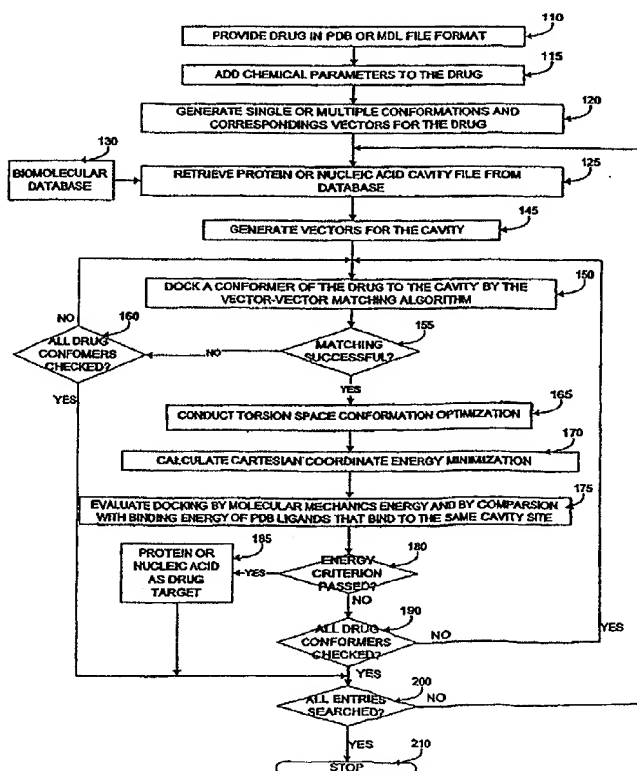 110
PROVIDE DRUG IN PDB OR MDL FILE FORMAT
115
ADD CHEMICAL PARAMETERS TO THE DRUG
120
GENERATE SINGLE OR MULTIPLE CONFORMATIONS AND
CORRESPONDINGS VECTORS FOR THE DRUG
130
BIOMOLECULAR
DATABASE
125
RETRIEVE PROTEIN OR NUCLEIC ACID CAVITY FILE FROM
DATABASE
145
GENERATE VECTORS FOR THE CAVITY
150
DOCK A CONFORMER OF THE DRUG TO THE CAVITY BY THE
VECTOR-VECTOR MATCHING ALGORITHM
160
NO
ALL DRUG
CONFOMERS
CHECKED?
YES
NO
155
MATCHING
SUCCESSFUL?
YES
165
CONDUCT TORSION SPACE CONFORMATION OPTIMIZATION
170
CALCULATE CARTESIAN COORDINATE ENERGY MINIMIZATION
175
EVALUATE DOCKING BY MOLECULAR MECHANICS ENERGY AND BY COMPARSION
WITH BINDING ENERGY OF PDB LIGANDS THAT BIND TO THE SAME CAVITY SITE
185
PROTEIN OR
NUCLEIC ACID
AS DRUG
TARGET
YES
180
ENERGY
CRITERION
PASSED?
NO
190
ALL DRUG
CONFORMERS
CHECKED?
NO
YES
YES
200
ALL ENTRIES
SEARCHED?
NO
YES
210
STOP